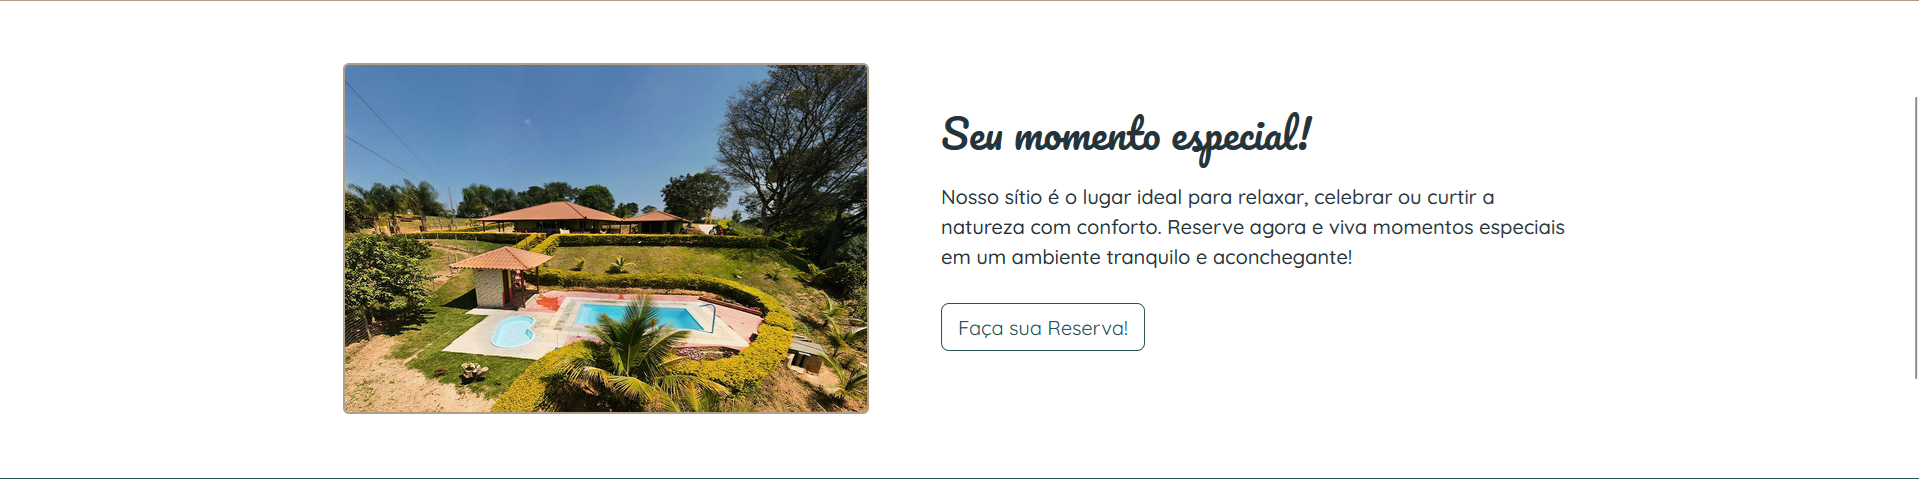 Seu momento especial!
Nosso sítio é o lugar ideal para relaxar, celebrar ou curtir a
natureza com conforto. Reserve agora e viva momentos especiais
em um ambiente tranquilo e aconchegante!
Faça sua Reserva!